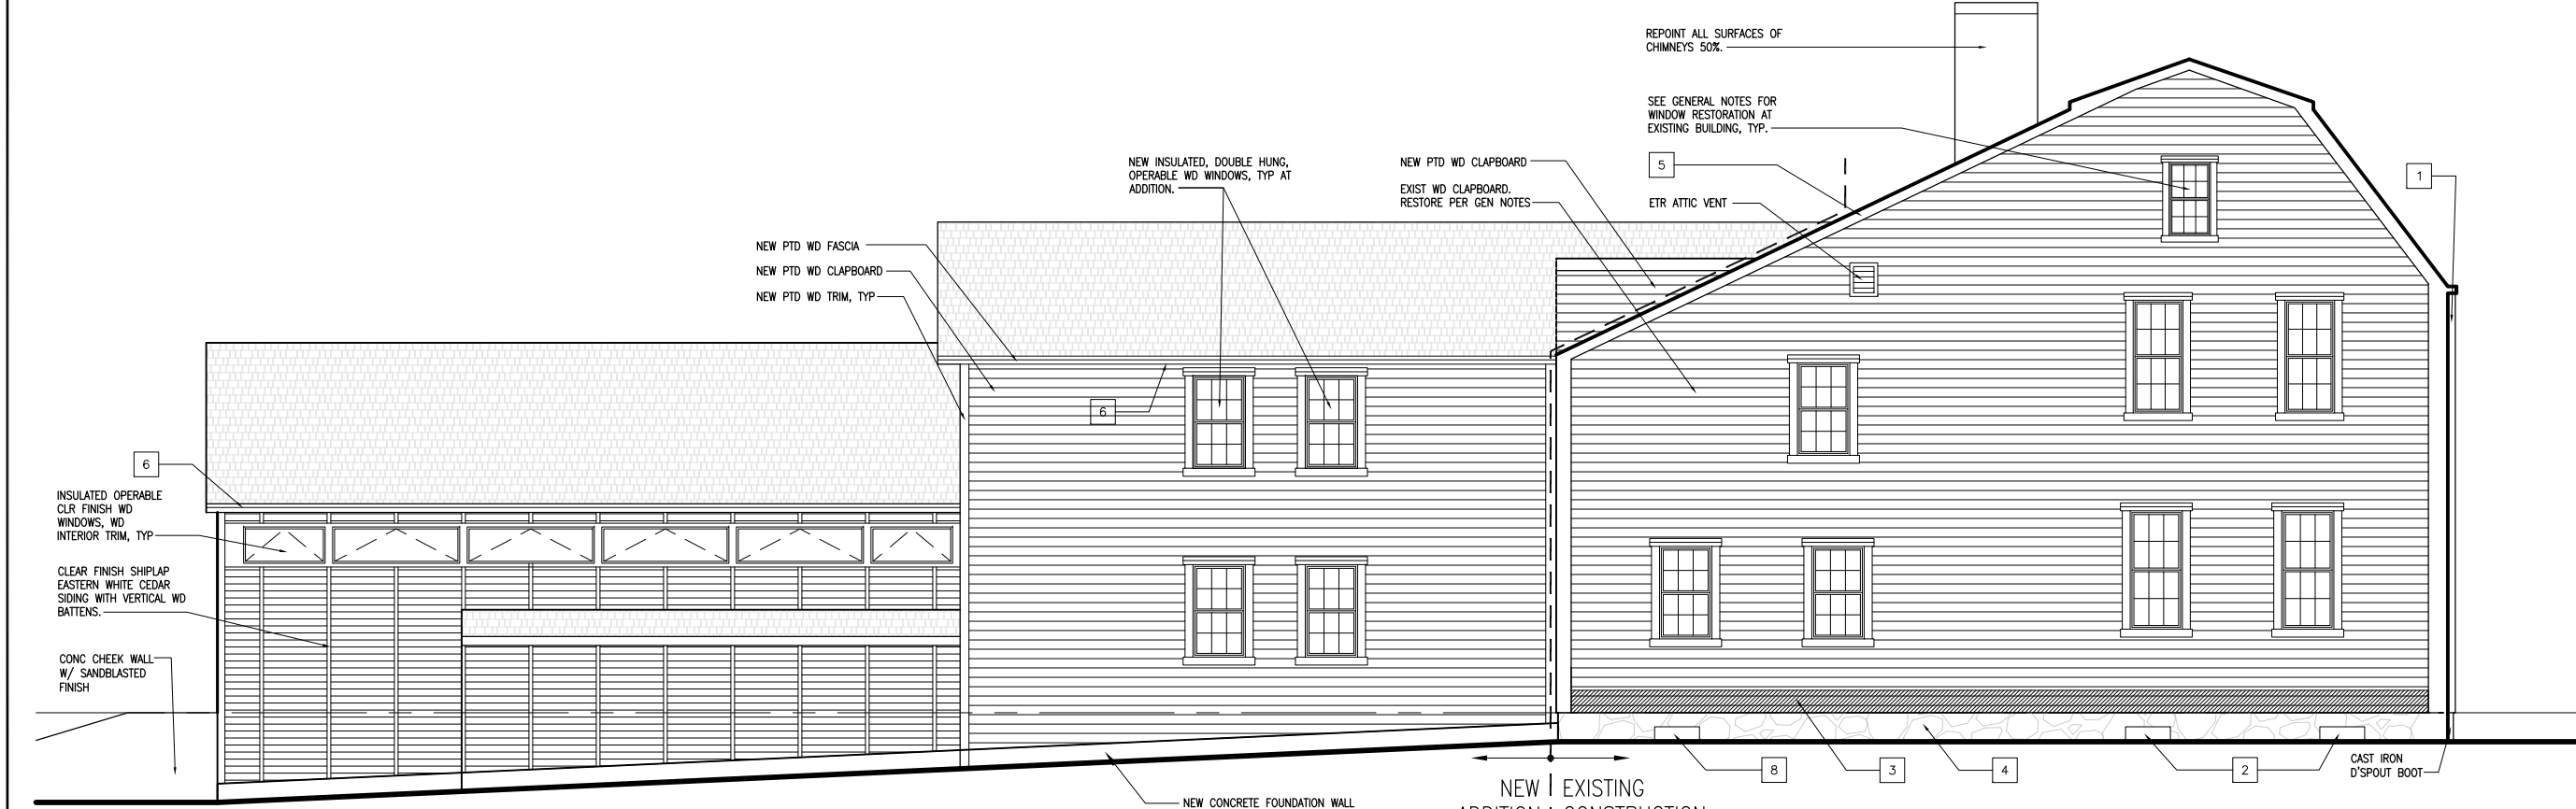 REPOINT ALL SURFACES OF
CHIMNEYS 50%.
SEE GENERAL NOTES FOR
WINDOW RESTORATION AT
EXISTING BUILDING, TYP.
5
ETR ATTIC VENT
1
NEW PTD WD CLAPBOARD
EXIST WD CLAPBOARD.
RESTORE PER GEN NOTES
NEW INSULATED, DOUBLE HUNG,
OPERABLE WD WINDOWS, TYP AT
ADDITION.
NEW PTD WD FASCIA
NEW PTD WD CLAPBOARD
NEW PTD WD TRIM, TYP
6
6
INSULATED OPERABLE
CLR FINISH WD
WINDOWS, WD
INTERIOR TRIM, TYP
CLEAR FINISH SHIPLAP
EASTERN WHITE CEDAR
SIDING WITH VERTICAL WD
BATTENS.
CONC CHEEK WALL
W/ SANDBLASTED
FINISH
8
3
4
2
CAST IRON
D'SPOUT BOOT
NEW CONCRETE FOUNDATION WALL
NEW EXISTING
ADDITION CONSTRUCTION